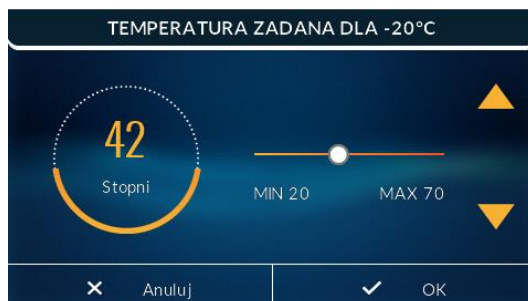 TEMPERATURA ZADANA DLA -20°C
42
Stopni
MIN 20 MAX 70
Anuluj OK